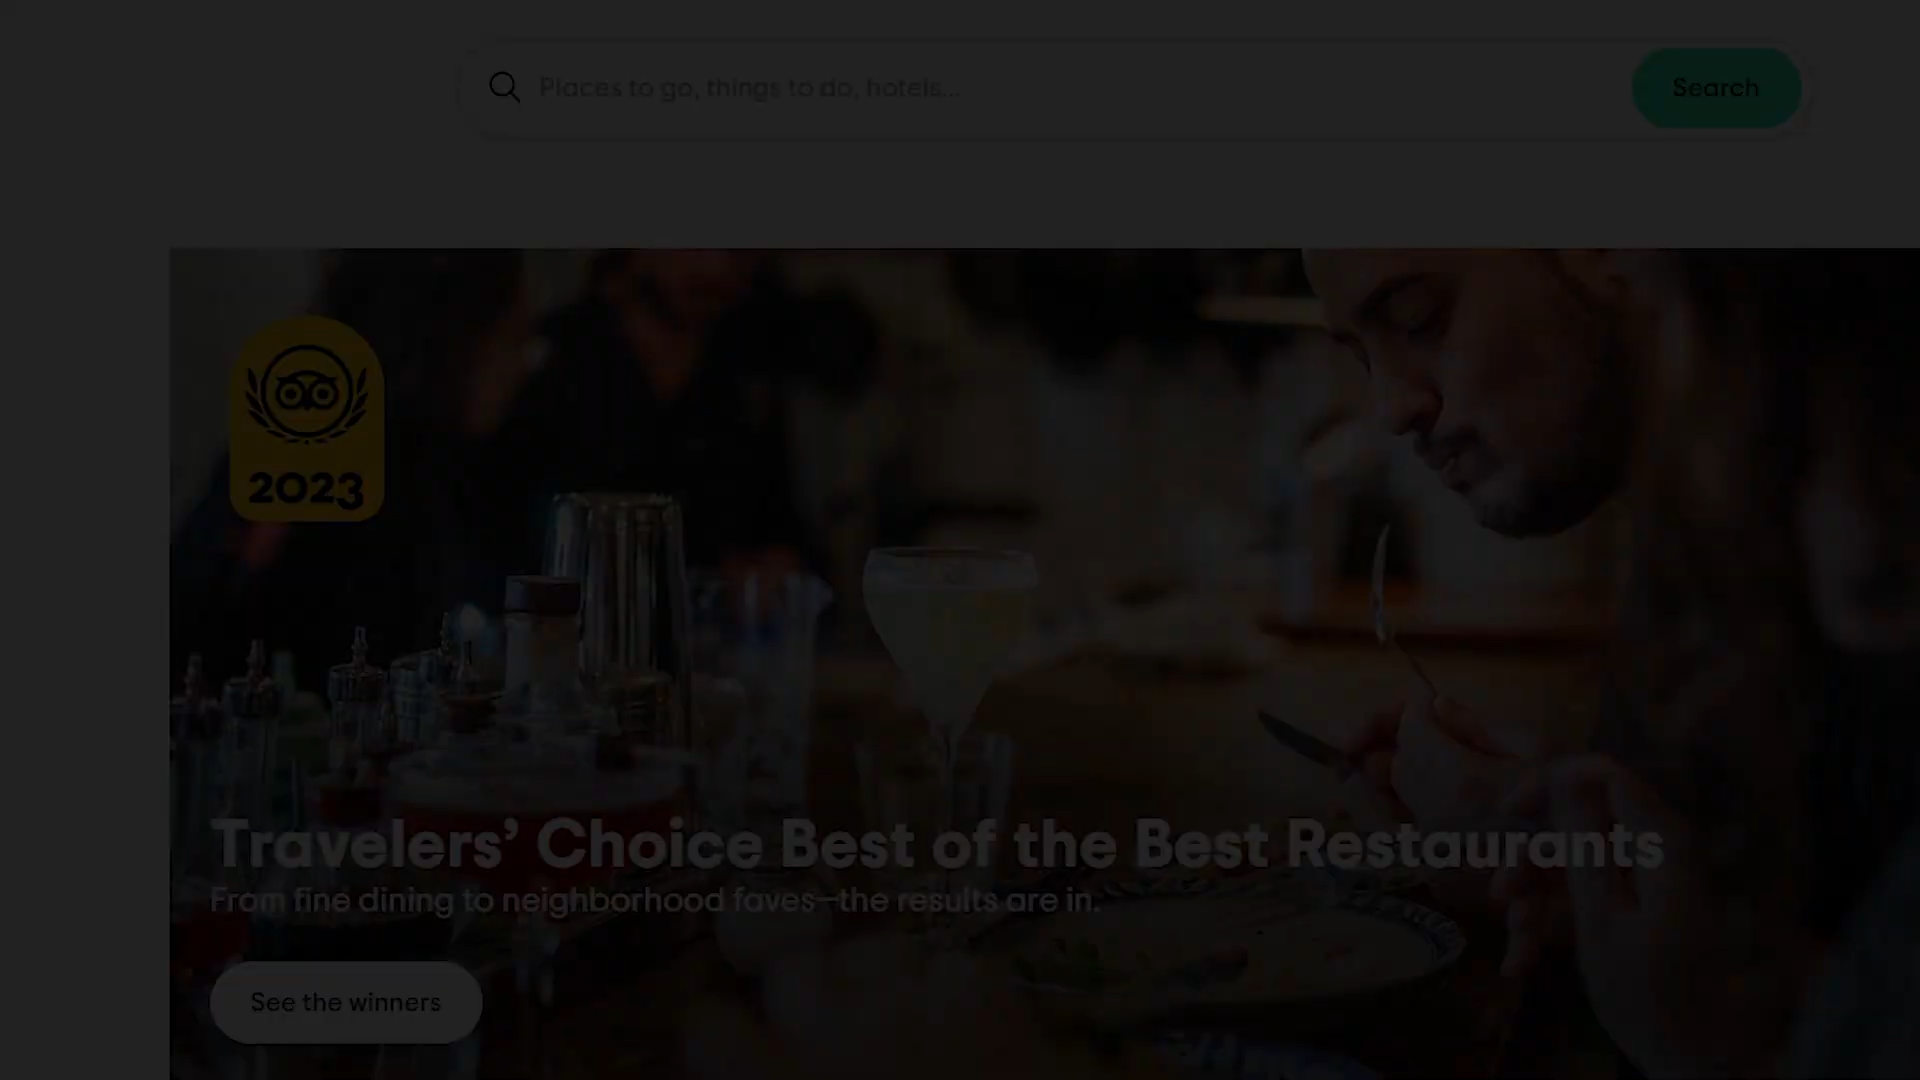 Places to go, things to do, hotels...
Search
2023
Travelers’ Choice Best of the Best Restaurants
From fine dining to neighborhood faves—the results are in.
See the winners